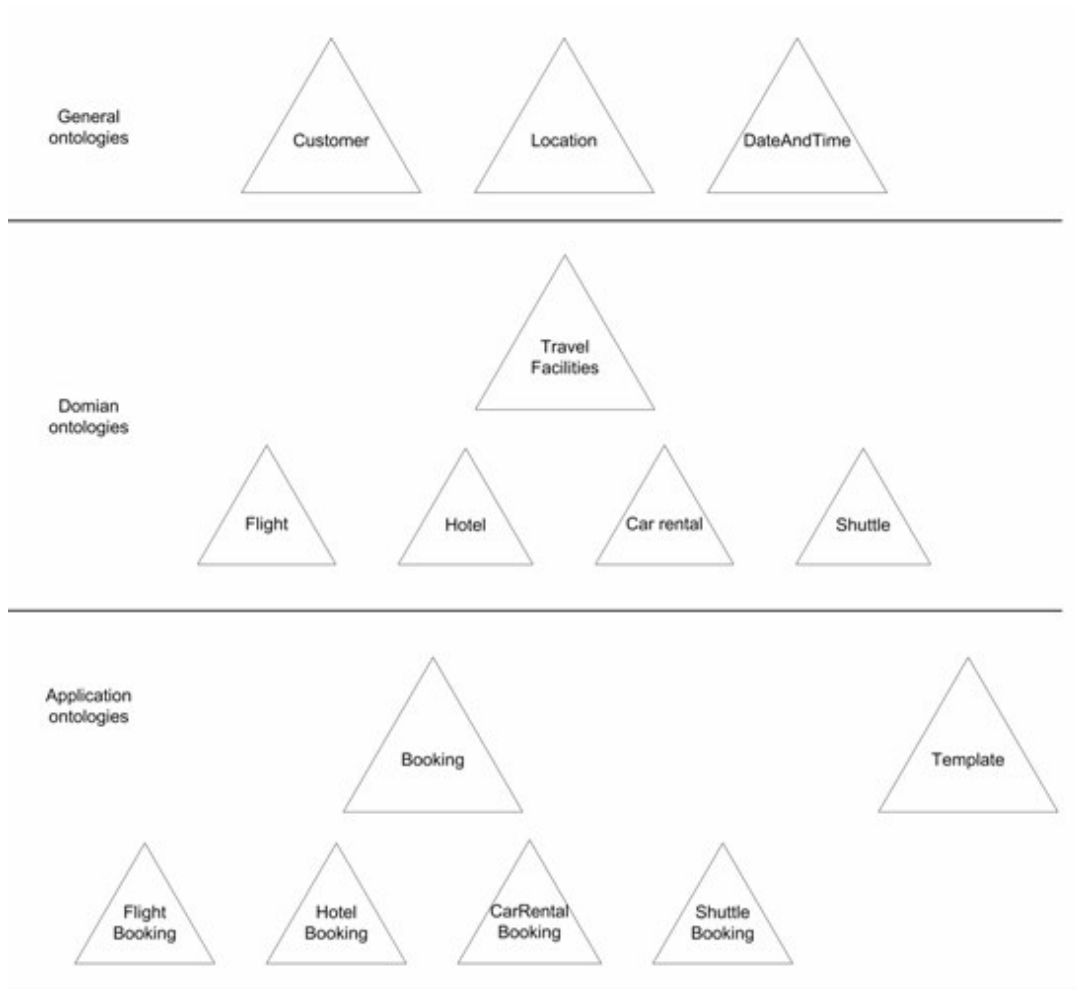 General
ontologies
Customer
Location
DateAndTime
Travel
Facilities
Domian
ontologies
Flight
Hotel
Car rental
Shuttle
Application
ontologies
Booking
Template
Flight
Booking
Hotel
Booking
CarRental
Booking
Shuttle
Booking